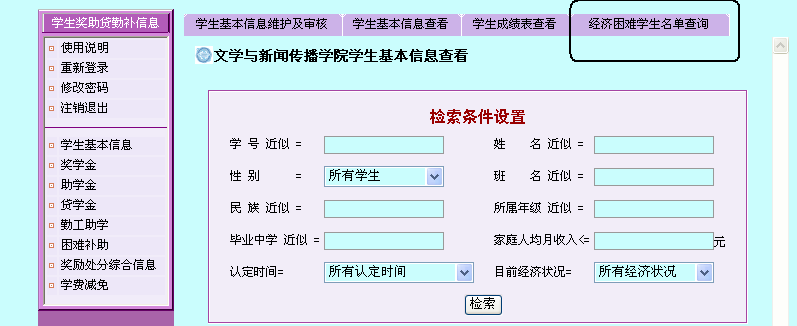 学生奖助贷勤补信息
使用说明
重新登录
修改密码
注销退出
学生基本信息
奖学金
助学金
贷学金
勤工助学
困难补助
奖励处分综合信息
学费减免
学生基本信息维护及审核 学生基本信息查看 学生成绩表查看 经济困难学生名单查询
文学与新闻传播学院学生基本信息查看
检索条件设置
学 号 近似 = 姓 名 近似 =
性 别 = 所有学生 班 名 近似 =
民 族 近似 = 所属年级 近似 =
毕业中学 近似 = 家庭人均月收入<= 元
认定时间= 所有认定时间 目前经济状况= 所有经济状况
检索